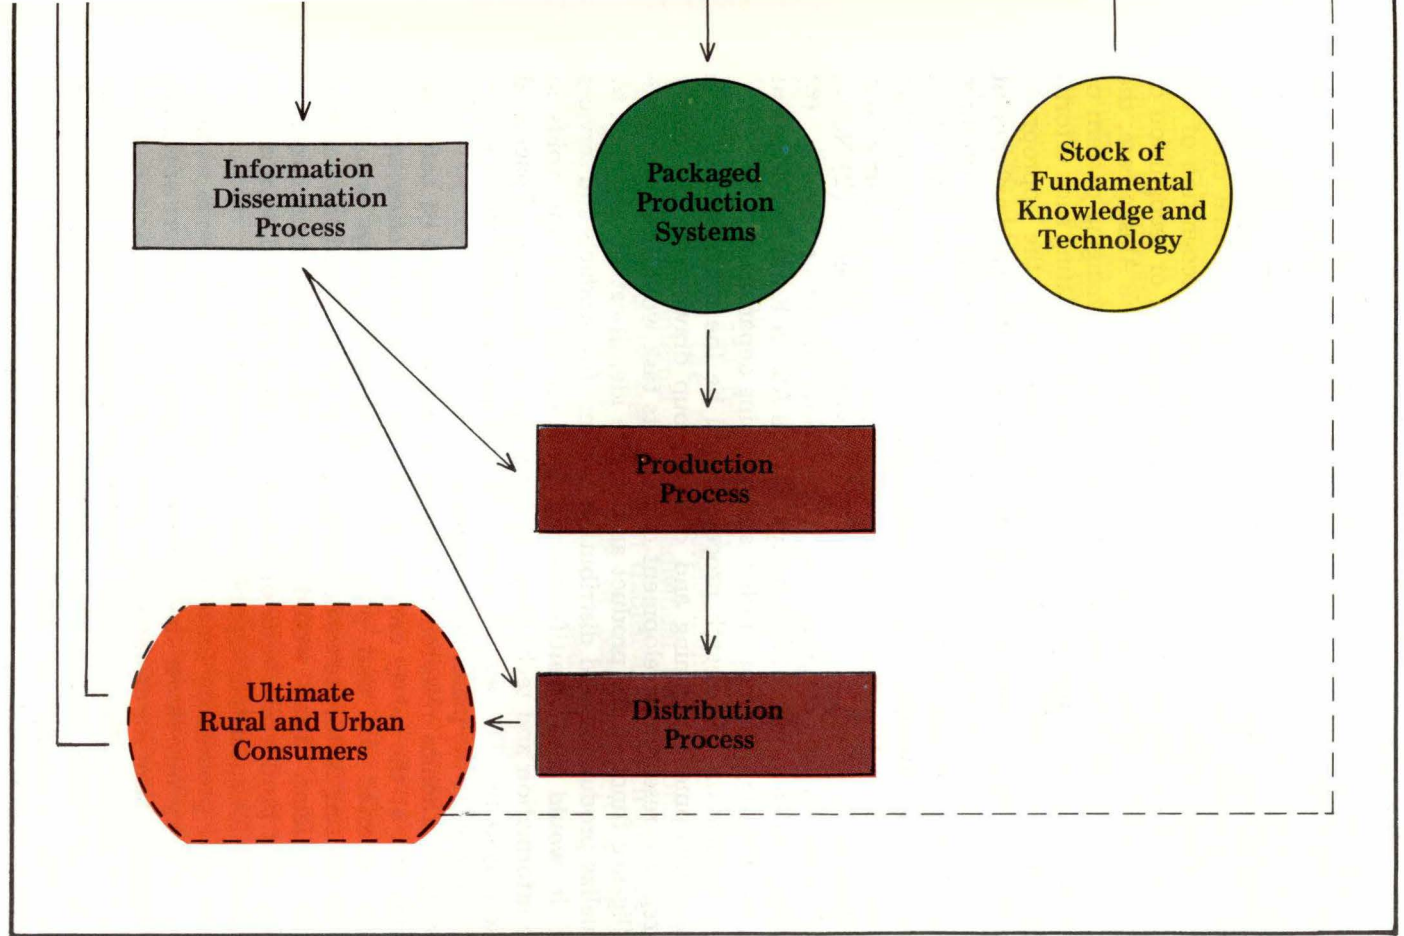 Information
Dissemination
Process
Packaged
Production
Systems
Stock of
Fundamental
Knowledge and
Technology
Production
Process
Ultimate
Rural and Urban
Consumers
Distribution
Process